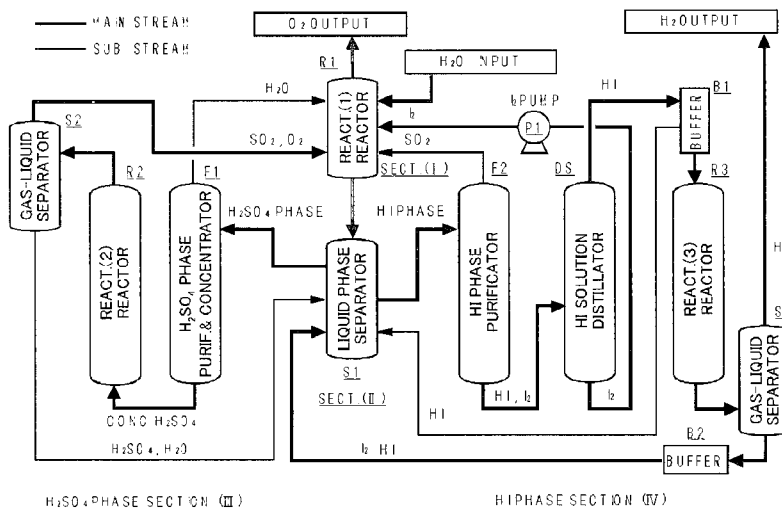 MAIN STREAM
SUB STREAM
O₂ OUTPUT
H₂ OUTPUT
R1
H₂O INPUT
H₂O
REACT.(1)
REACTOR
I₂
I₂ PUMP
P1
HI
B1
BUFFER
S2
GAS-LIQUID
SEPARATOR
SO₂, O₂
SO₂
SECT.(I)
R2
F1
F2
DS
R3
REACT.(2)
REACTOR
H₂SO₄ PHASE
PURIF.& CONCENTRATOR
H₂SO₄ PHASE
HI PHASE
LIQUID PHASE
SEPARATOR
HI PHASE
PURIFICATOR
HI SOLUTION
DISTILLATOR
REACT.(3)
REACTOR
GAS-LIQUID
SEPARATOR
S1
SECT.(II)
CONC H₂SO₄
H₂SO₄, H₂O
HI, I₂
I₂
HI
I₂ HI
B2
BUFFER
H₂SO₄ PHASE SECTION (III)
HI PHASE SECTION (IV)